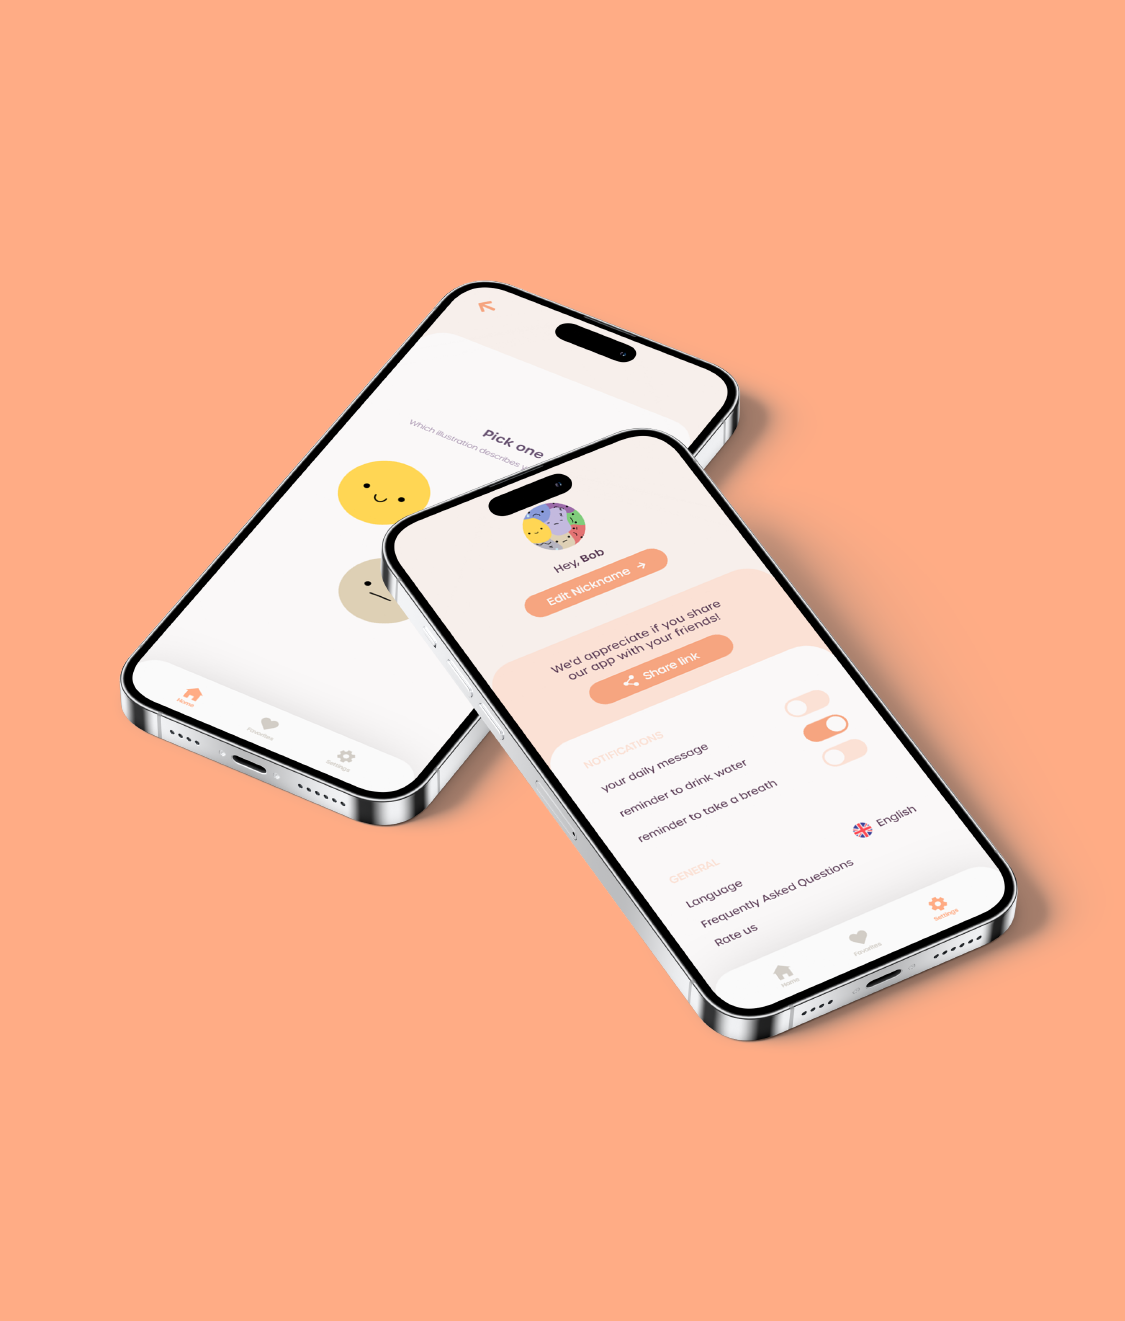 Pick one
Which illustration describes
Home
Favorites
Settings
Hey, Bob
Edit Nickname
We'd appreciate if you share
our app with your friends!
Share link
NOTIFICATIONS
your daily message
reminder to drink water
reminder to take a breath
GENERAL
Language
English
Frequently Asked Questions
Rate us
Home
Favorites
Settings